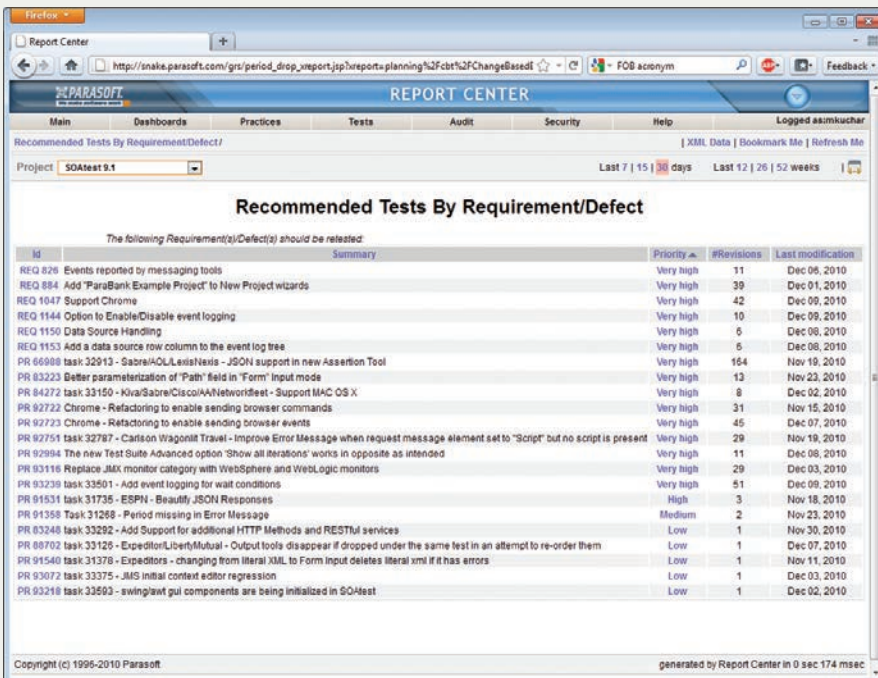 Firefox
Report Center
http://snake.parasoft.com/grs/period_drop_xreport.jsp?xreport=planning%2Fcbt%2FChangeBasedE
FOB acronym
Feedback
PARASOFT
We make software work
REPORT CENTER
Main Dashboards Practices Tests Audit Security Help Logged as:mkuchar
Recommended Tests By Requirement/Defect/ | XML Data | Bookmark Me | Refresh Me
Project SOAtest 9.1 Last 7 | 15 | 30 days Last 12 | 26 | 52 weeks |
Recommended Tests By Requirement/Defect
The following Requirement(s)/Defect(s) should be retested:
Id Summary Priority #Revisions Last modification
REQ 826 Events reported by messaging tools Very high 11 Dec 06, 2010
REQ 884 Add "ParaBank Example Project" to New Project wizards Very high 39 Dec 01, 2010
REQ 1047 Support Chrome Very high 42 Dec 09, 2010
REQ 1144 Option to Enable/Disable event logging Very high 10 Dec 09, 2010
REQ 1150 Data Source Handling Very high 6 Dec 08, 2010
REQ 1153 Add a data source row column to the event log tree Very high 6 Dec 08, 2010
PR 66988 task 32913 - Sabre/AOL/LexisNexis - JSON support in new Assertion Tool Very high 164 Nov 19, 2010
PR 83223 Better parameterization of "Path" field in "Form" Input mode Very high 13 Nov 23, 2010
PR 84272 task 33150 - Kiva/Sabre/Cisco/AA/Networkfleet - Support MAC OS X Very high 8 Dec 02, 2010
PR 92722 Chrome - Refactoring to enable sending browser commands Very high 31 Nov 15, 2010
PR 92723 Chrome - Refactoring to enable sending browser events Very high 45 Dec 07, 2010
PR 92751 task 32787 - Carlson Wagonlit Travel - Improve Error Message when request message element set to "Script" but no script is present Very high 29 Nov 19, 2010
PR 92994 The new Test Suite Advanced option 'Show all iterations' works in opposite as intended Very high 11 Dec 08, 2010
PR 93116 Replace JMX monitor category with WebSphere and WebLogic monitors Very high 29 Dec 03, 2010
PR 93239 task 33501 - Add event logging for wait conditions Very high 51 Dec 09, 2010
PR 91531 task 31735 - ESPN - Beautify JSON Responses High 3 Nov 18, 2010
PR 91358 Task 31268 - Period missing in Error Message Medium 2 Nov 23, 2010
PR 83248 task 33292 - Add Support for additional HTTP Methods and RESTful services Low 1 Nov 30, 2010
PR 88702 task 33126 - Expeditor/LibertyMutual - Output tools disappear if dropped under the same test in an attempt to re-order them Low 1 Dec 07, 2010
PR 91540 task 31378 - Expeditors - changing from literal XML to Form Input deletes literal xml if it has errors Low 1 Nov 11, 2010
PR 93072 task 33375 - JMS initial context editor regression Low 1 Dec 03, 2010
PR 93218 task 33593 - swing/awt gui components are being initialized in SOAtest Low 1 Dec 02, 2010
Copyright (c) 1996-2010 Parasoft generated by Report Center in 0 sec 174 msec